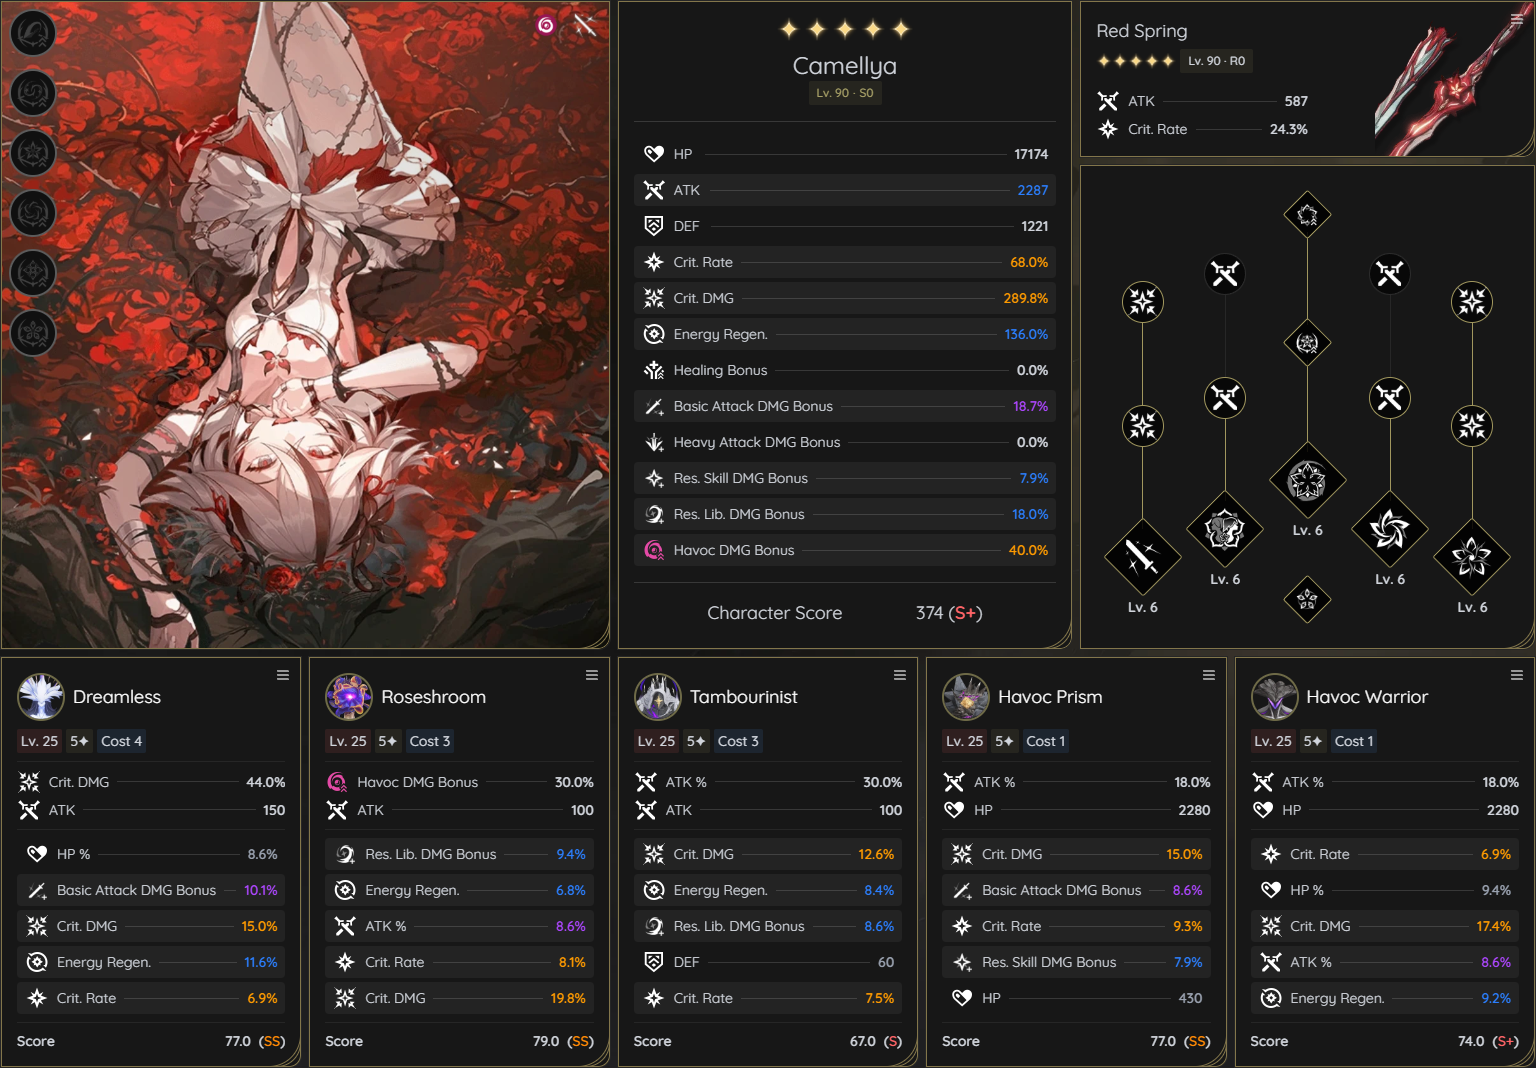 Camellya
Lv. 90 · S0
HP 17174
ATK 2287
DEF 1221
Crit. Rate 68.0%
Crit. DMG 289.8%
Energy Regen. 136.0%
Healing Bonus 0.0%
Basic Attack DMG Bonus 18.7%
Heavy Attack DMG Bonus 0.0%
Res. Skill DMG Bonus 7.9%
Res. Lib. DMG Bonus 18.0%
Havoc DMG Bonus 40.0%
Character Score 374 (S+)
Red Spring
Lv. 90 · R0
ATK 587
Crit. Rate 24.3%
Lv. 6
Lv. 6
Lv. 6
Lv. 6
Lv. 6
Dreamless
Lv. 25 5✦ Cost 4
Crit. DMG 44.0%
ATK 150
HP % 8.6%
Basic Attack DMG Bonus 10.1%
Crit. DMG 15.0%
Energy Regen. 11.6%
Crit. Rate 6.9%
Score 77.0 (SS)
Roseshroom
Lv. 25 5✦ Cost 3
Havoc DMG Bonus 30.0%
ATK 100
Res. Lib. DMG Bonus 9.4%
Energy Regen. 6.8%
ATK % 8.6%
Crit. Rate 8.1%
Crit. DMG 19.8%
Score 79.0 (SS)
Tambourinist
Lv. 25 5✦ Cost 3
ATK % 30.0%
ATK 100
Crit. DMG 12.6%
Energy Regen. 8.4%
Res. Lib. DMG Bonus 8.6%
DEF 60
Crit. Rate 7.5%
Score 67.0 (S)
Havoc Prism
Lv. 25 5✦ Cost 1
ATK % 18.0%
HP 2280
Crit. DMG 15.0%
Basic Attack DMG Bonus 8.6%
Crit. Rate 9.3%
Res. Skill DMG Bonus 7.9%
HP 430
Score 77.0 (SS)
Havoc Warrior
Lv. 25 5✦ Cost 1
ATK % 18.0%
HP 2280
Crit. Rate 6.9%
HP % 9.4%
Crit. DMG 17.4%
ATK % 8.6%
Energy Regen. 9.2%
Score 74.0 (S+)